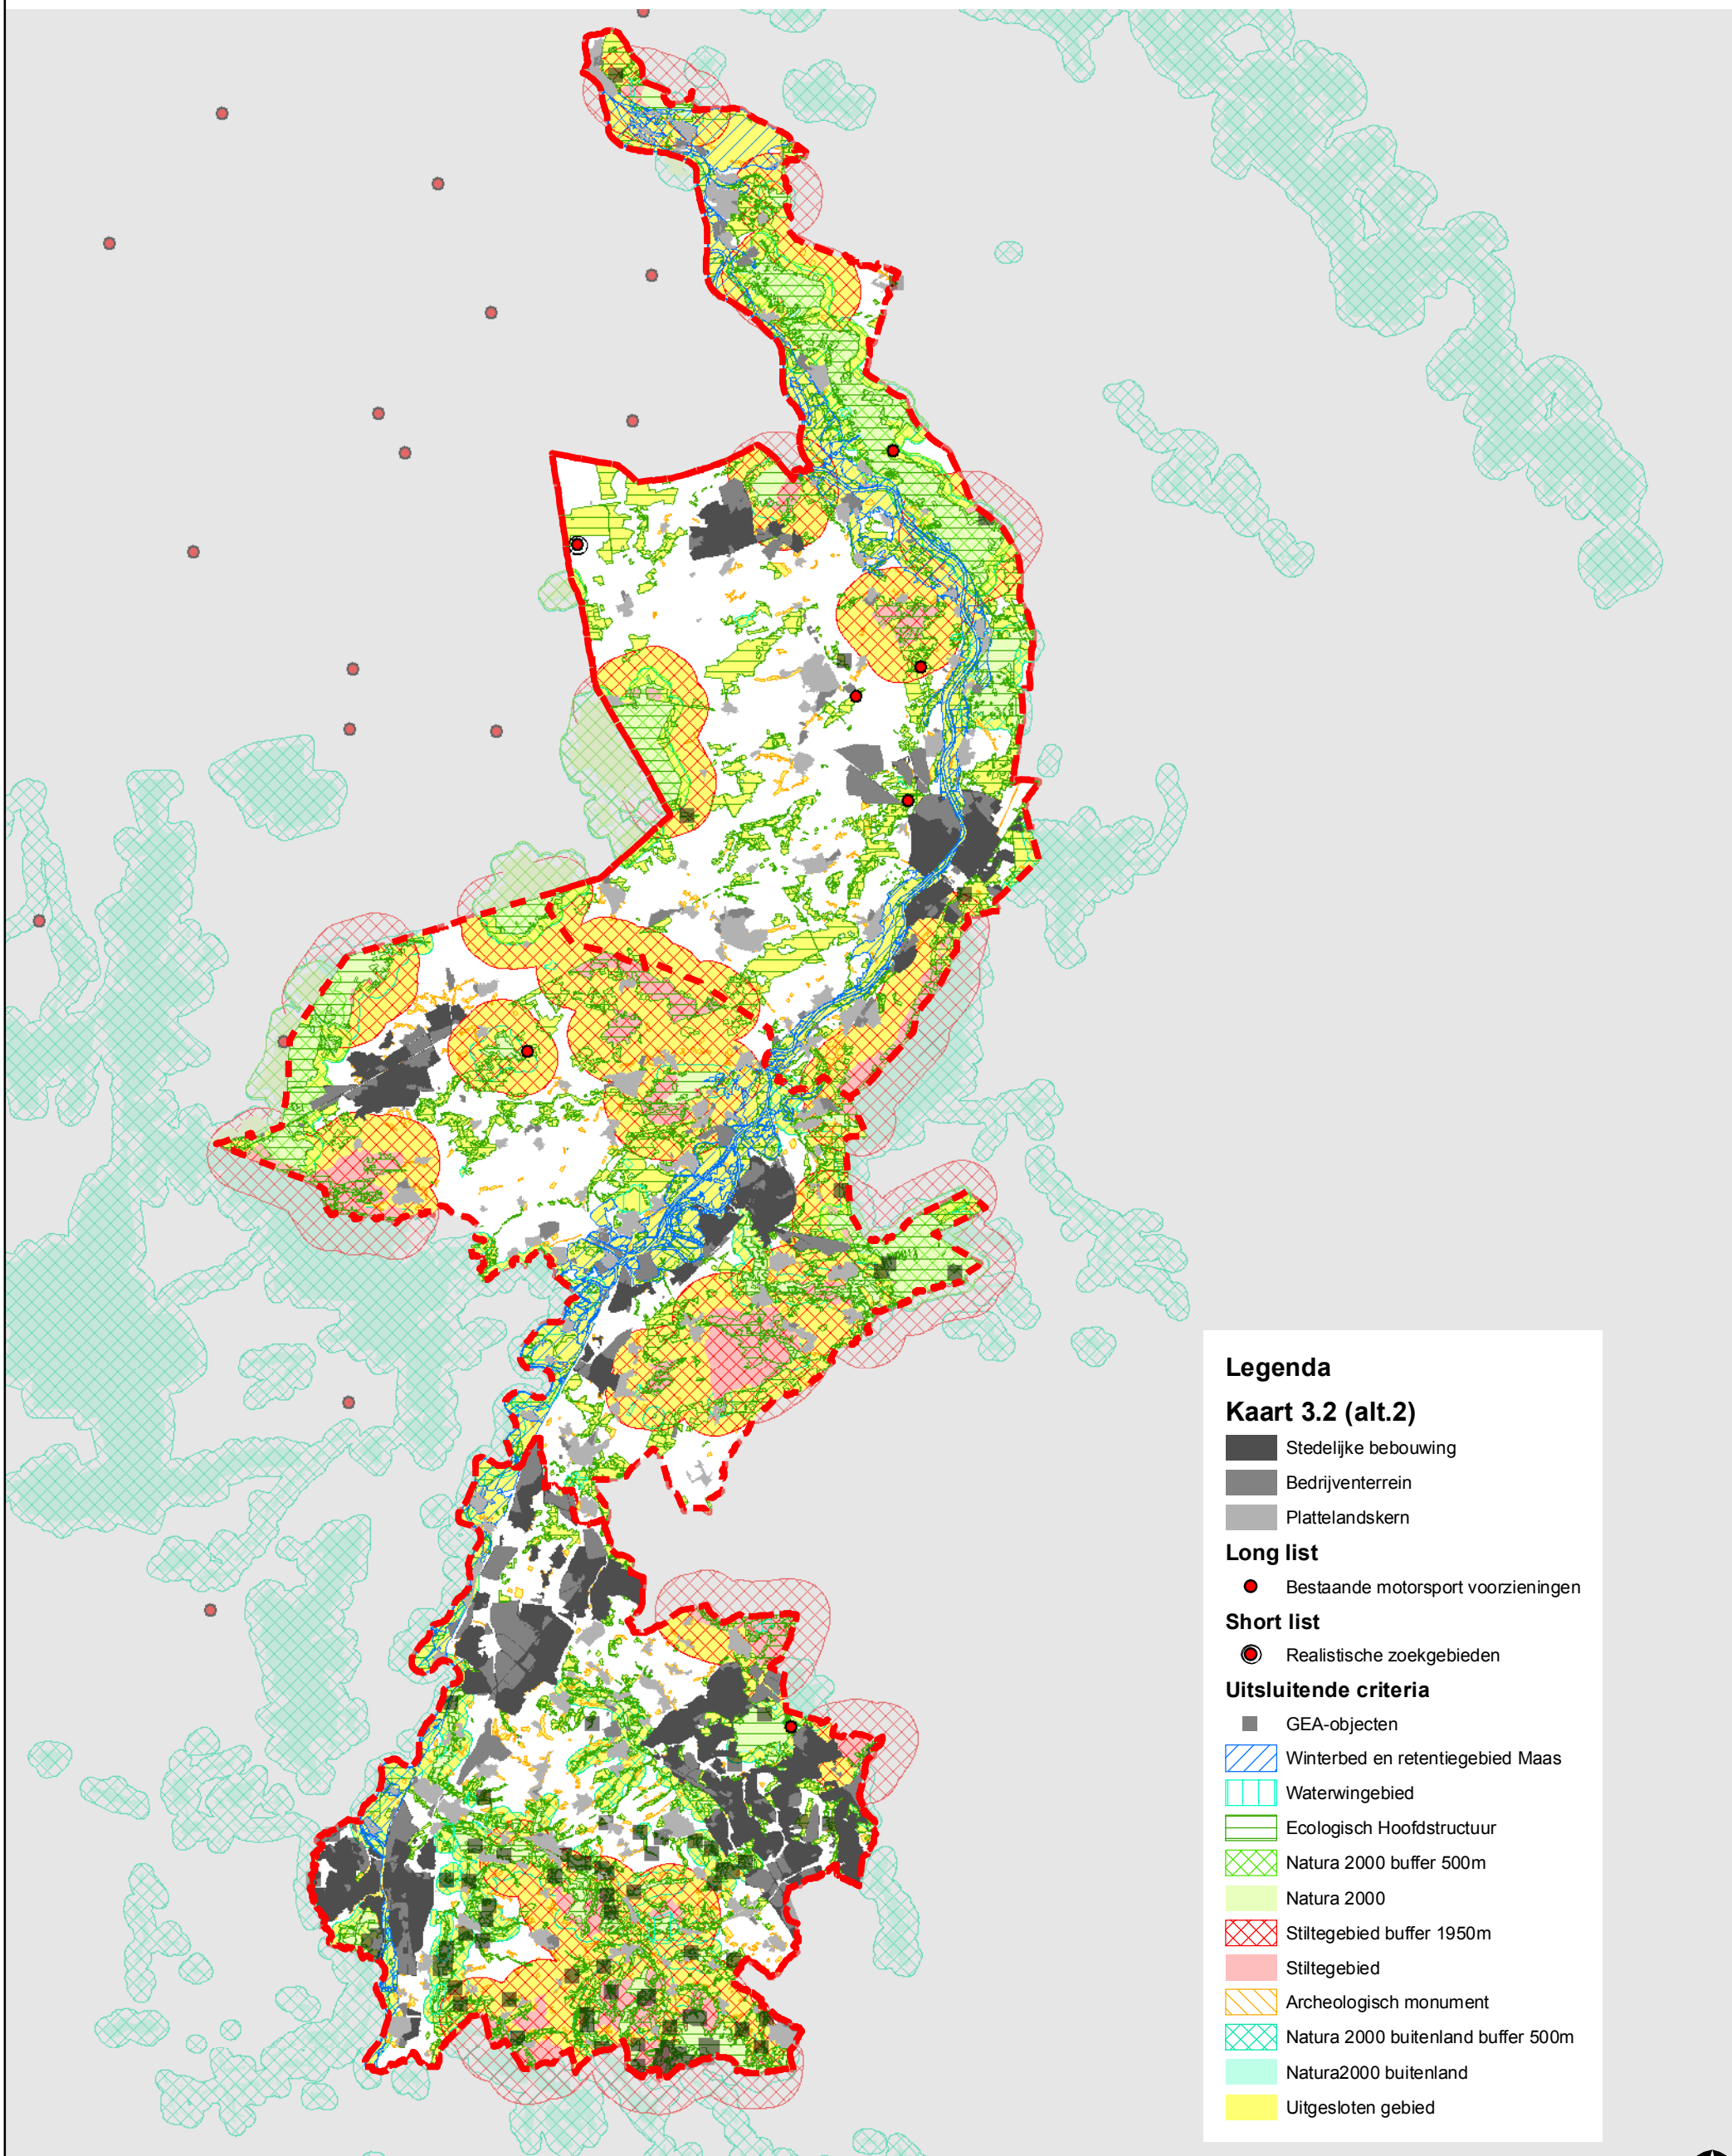 Legenda
Kaart 3.2 (alt.2)
Stedelijke bebouwing
Bedrijventerrein
Plattelandskern
Long list
Bestaande motorsport voorzieningen
Short list
Realistische zoekgebieden
Uitsluitende criteria
GEA-objecten
Winterbed en retentiegebied Maas
Waterwingebied
Ecologisch Hoofdstructuur
Natura 2000 buffer 500m
Natura 2000
Stiltegebied buffer 1950m
Stiltegebied
Archeologisch monument
Natura 2000 buitenland buffer 500m
Natura2000 buitenland
Uitgesloten gebied